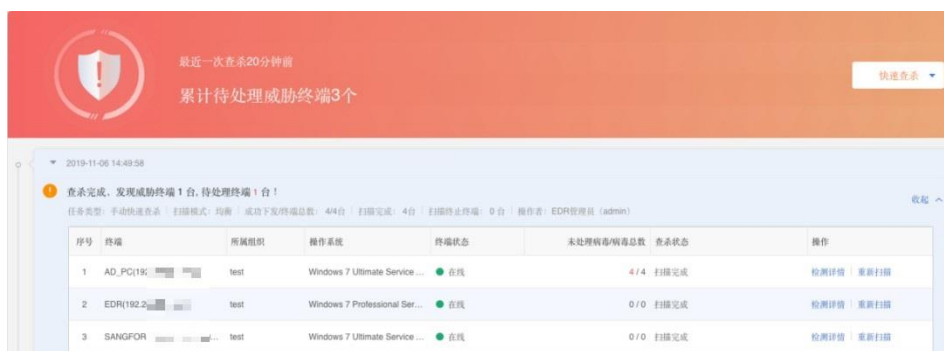 最近一次查杀20分钟前
累计待处理威胁终端3个
快速查杀
2019-11-06 14:49:58
查杀完成，发现威胁终端 1 台, 待处理终端 1 台！
任务类型：手动快速查杀 扫描模式：均衡 成功下发/终端总数：4/4台 扫描完成：4台 扫描终止终端：0 台 操作者：EDR管理员（admin）
收起
序号 终端 所属组织 操作系统 终端状态 未处理病毒/病毒总数 查杀状态 操作
1 AD_PC(19 test Windows 7 Ultimate Service ... 在线 4 / 4 扫描完成 检测详情 重新扫描
2 EDR(192.2 test Windows 7 Professional Ser... 在线 0 / 0 扫描完成 检测详情 重新扫描
3 SANGFOR ... test Windows 7 Ultimate Service ... 在线 0 / 0 扫描完成 检测详情 重新扫描